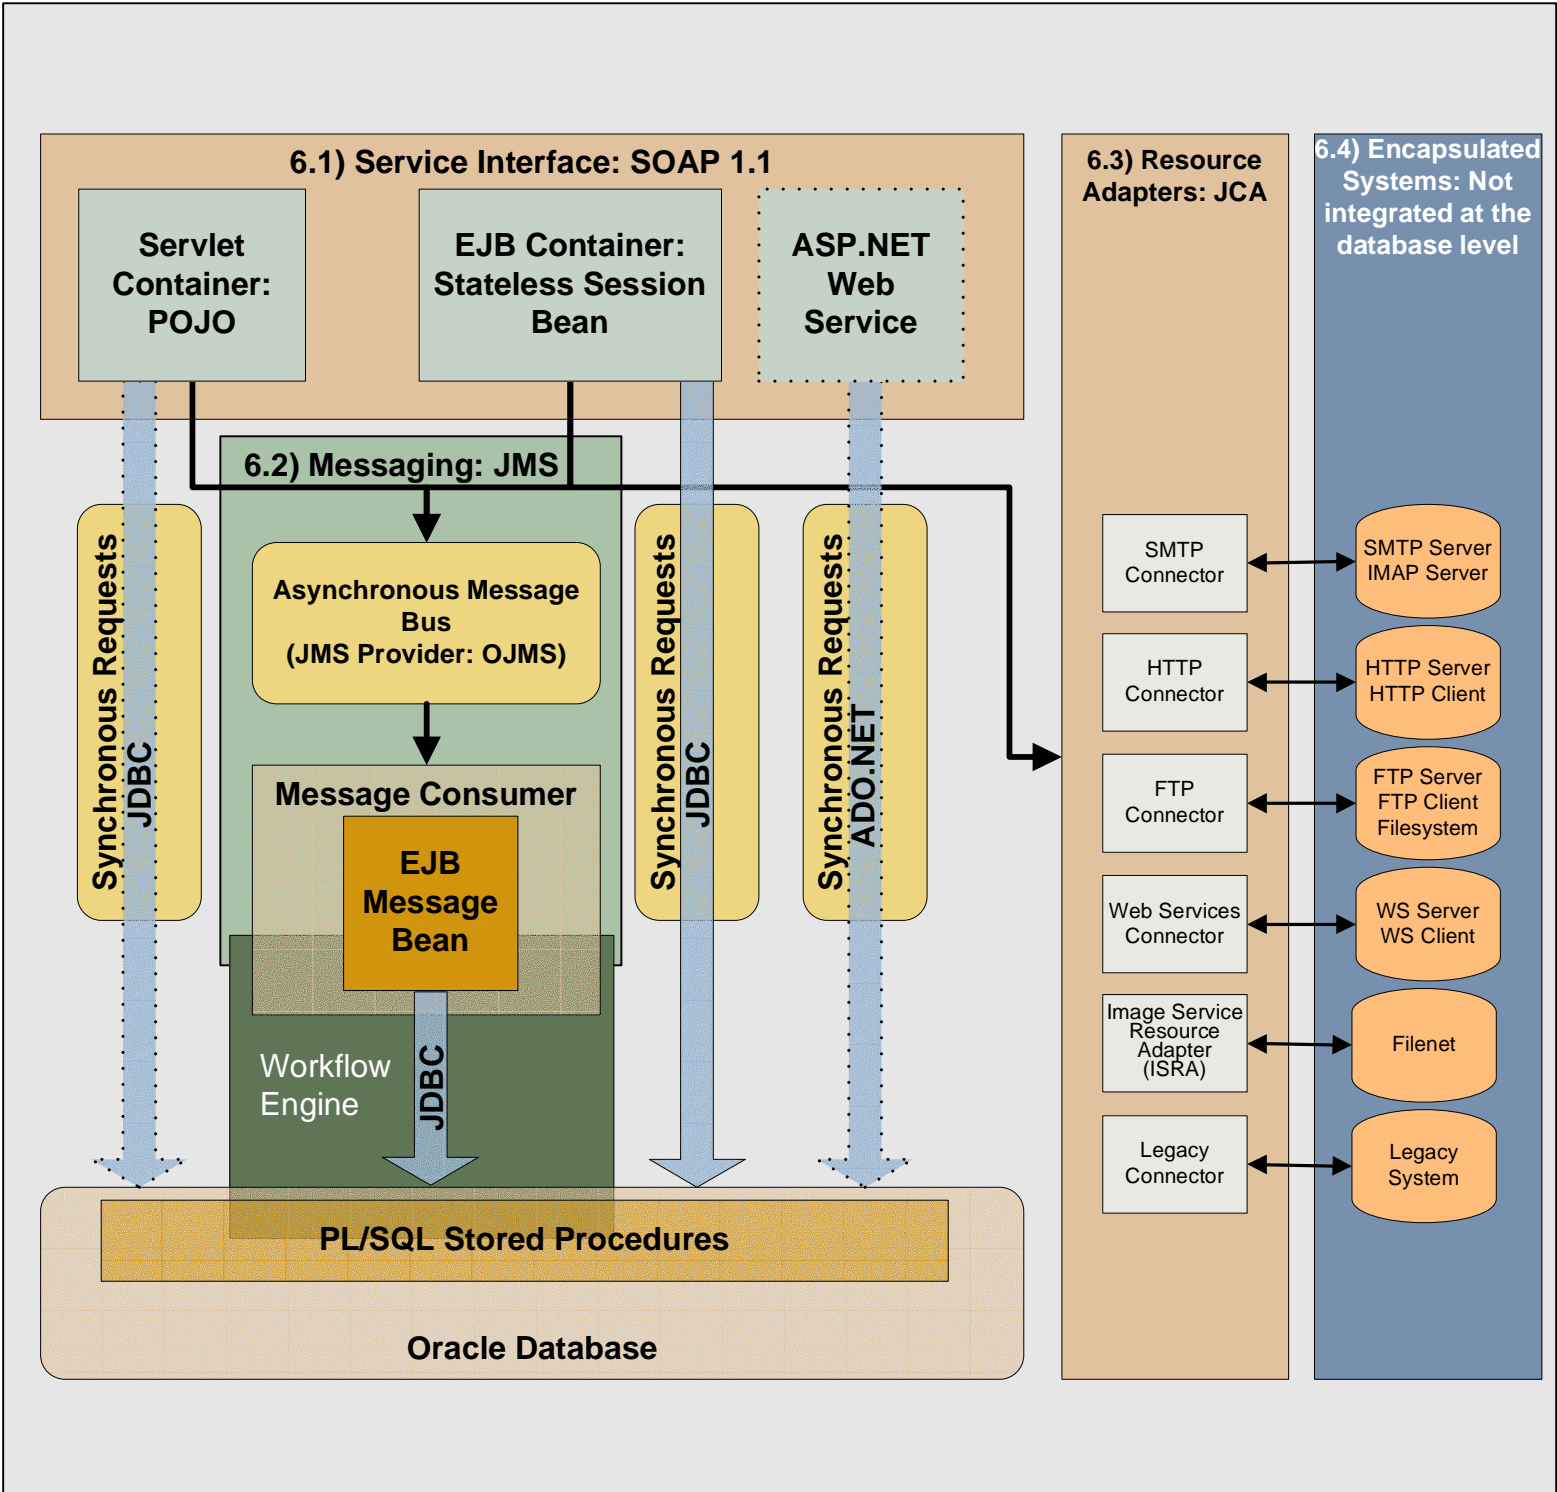 6.1) Service Interface: SOAP 1.1
Servlet
Container:
POJO
EJB Container:
Stateless Session
Bean
ASP.NET
Web
Service
6.2) Messaging: JMS
Synchronous Requests
JDBC
Asynchronous Message
Bus
(JMS Provider: OJMS)
Message Consumer
EJB
Message
Bean
Workflow
Engine
JDBC
Synchronous Requests
JDBC
Synchronous Requests
ADO.NET
PL/SQL Stored Procedures
Oracle Database
6.3) Resource
Adapters: JCA
SMTP
Connector
HTTP
Connector
FTP
Connector
Web Services
Connector
Image Service
Resource
Adapter
(ISRA)
Legacy
Connector
6.4) Encapsulated
Systems: Not
integrated at the
database level
SMTP Server
IMAP Server
HTTP Server
HTTP Client
FTP Server
FTP Client
Filesystem
WS Server
WS Client
Filenet
Legacy
System